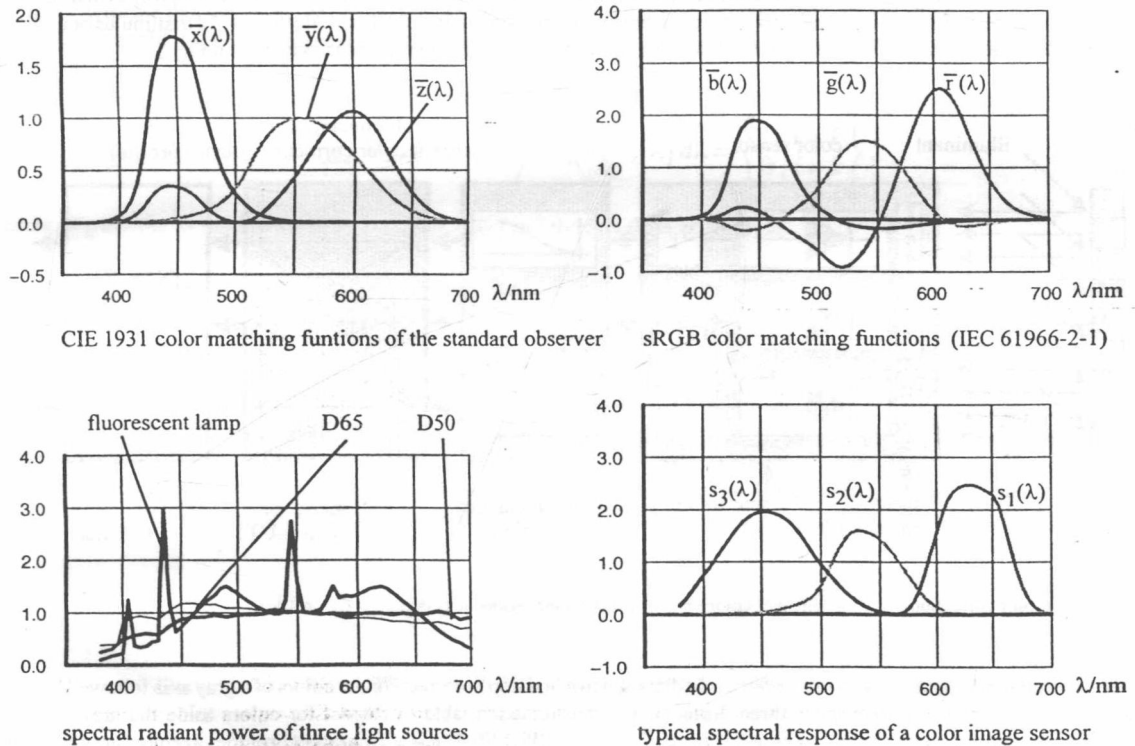 2.0
1.5
1.0
0.5
0.0
−0.5
x̄(λ)
ȳ(λ)
z̄(λ)
400 500 600 700 λ/nm
CIE 1931 color matching funtions of the standard observer
4.0
3.0
2.0
1.0
0.0
−1.0
b̄(λ)
ḡ(λ)
r̄(λ)
400 500 600 700 λ/nm
sRGB color matching functions (IEC 61966-2-1)
fluorescent lamp
D65
D50
4.0
3.0
2.0
1.0
0.0
400 500 600 700 λ/nm
spectral radiant power of three light sources
4.0
3.0
2.0
1.0
0.0
−1.0
s₃(λ)
s₂(λ)
s₁(λ)
400 500 600 700 λ/nm
typical spectral response of a color image sensor